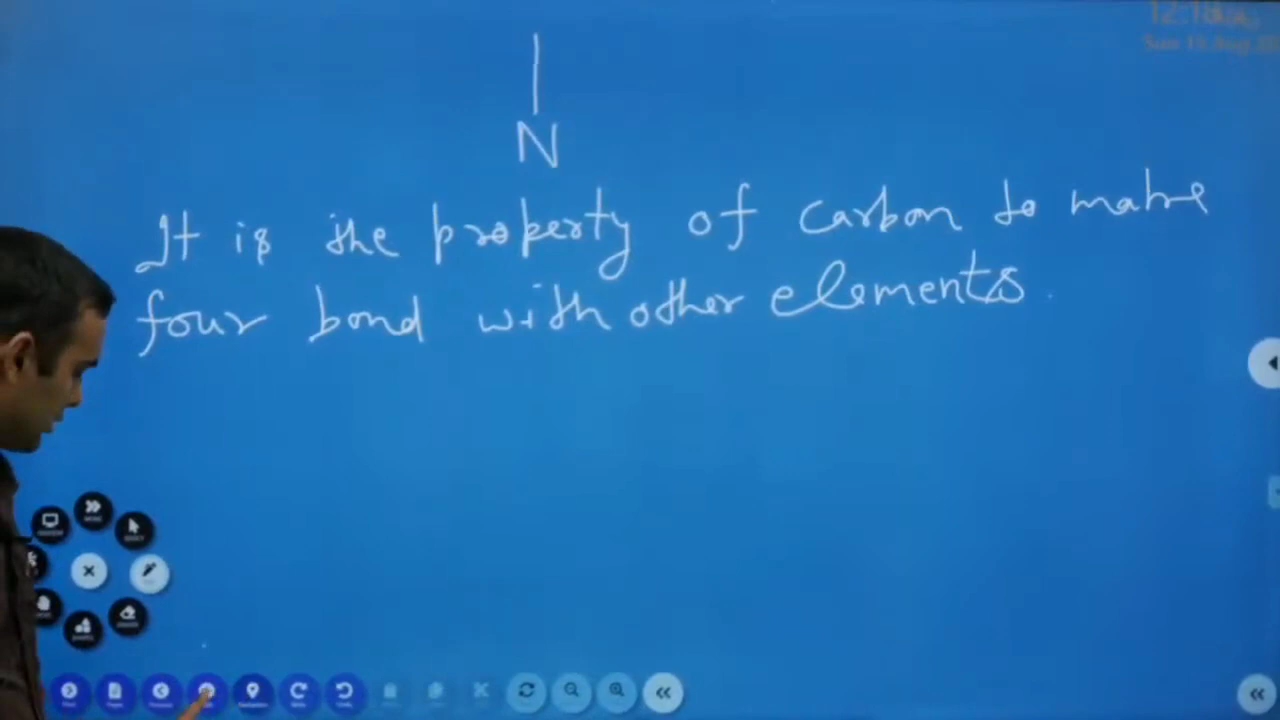 N
It is the property of carbon to make
four bond with other elements.